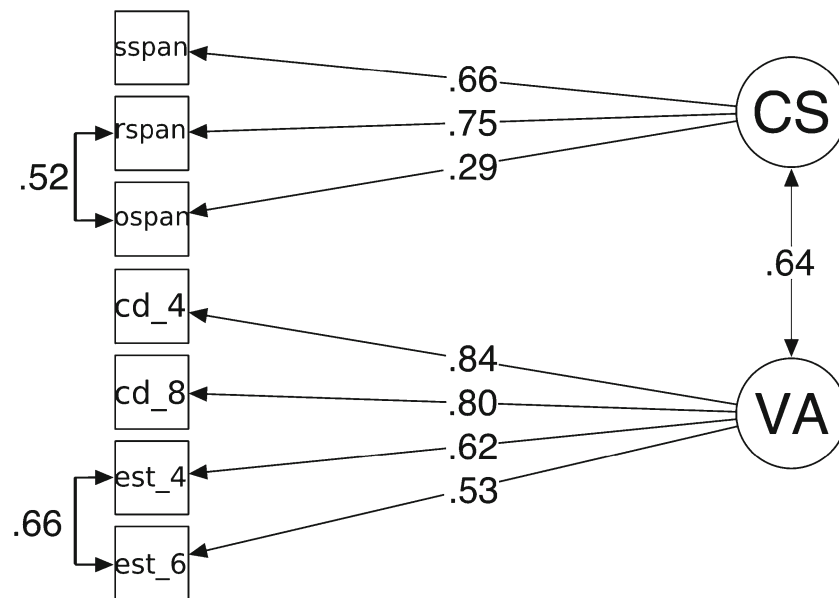 sspan
.66
CS
rspan
.75
.52
.29
ospan
.64
cd_4
.84
cd_8
.80
VA
.62
est_4
.53
.66
est_6